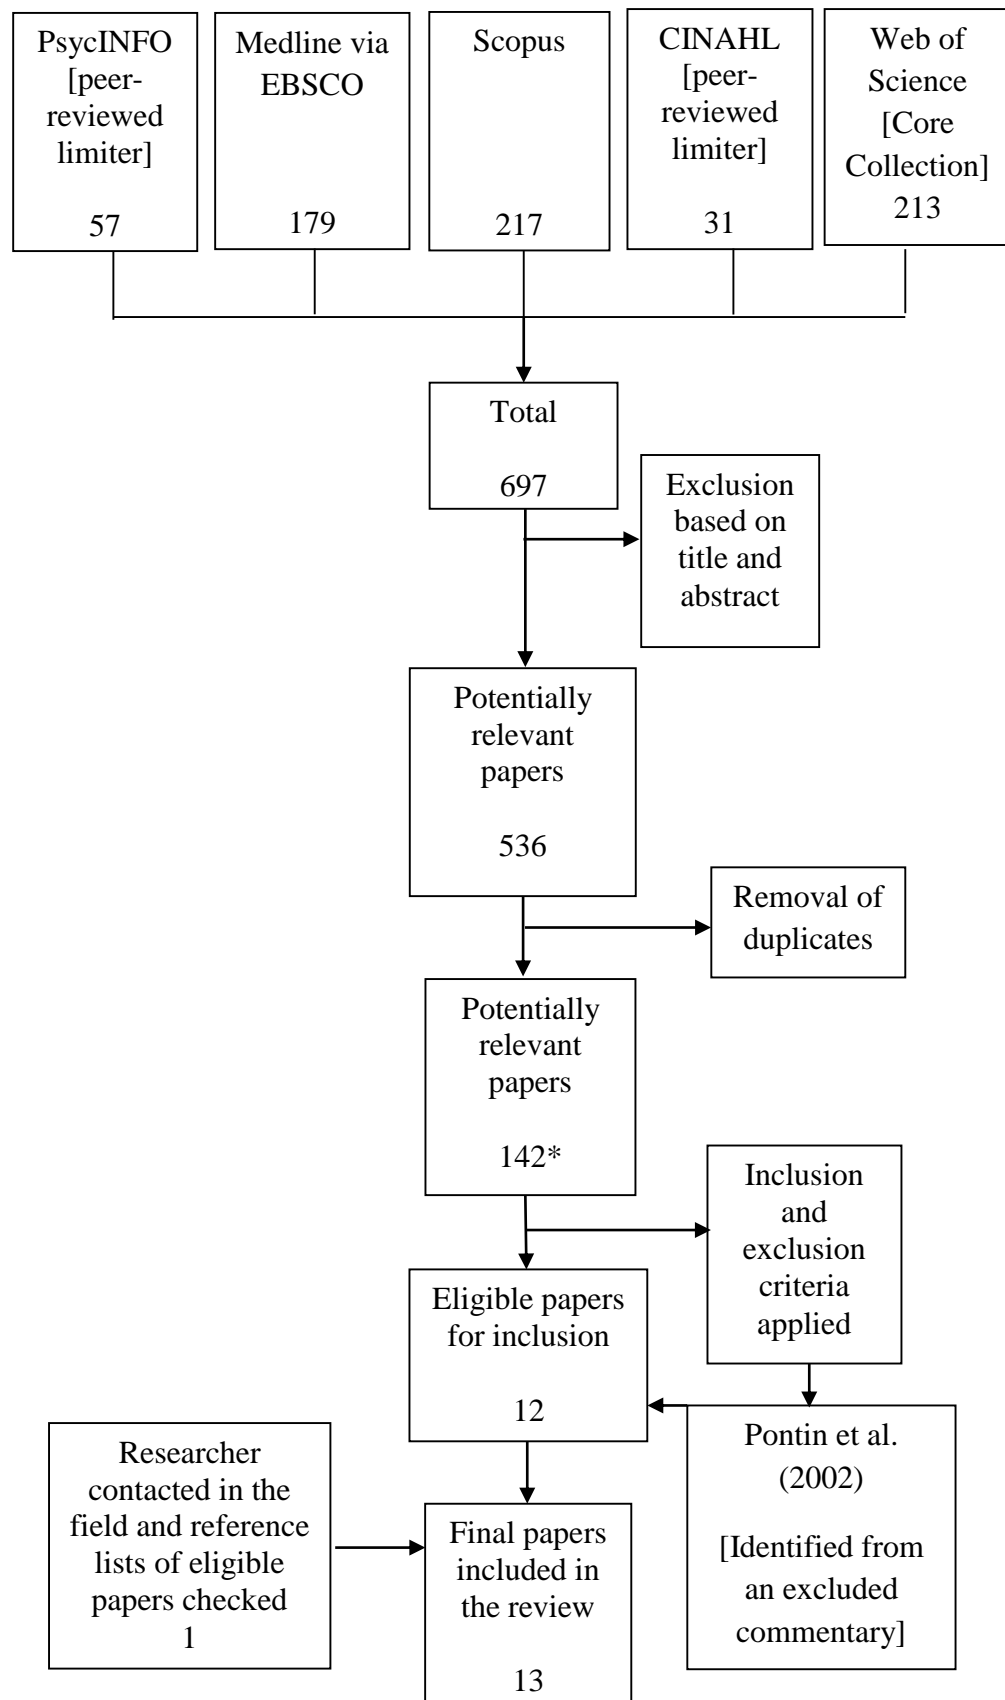 PsycINFO
[peer-
reviewed
limiter]
57
Medline via
EBSCO
179
Scopus
217
CINAHL
[peer-
reviewed
limiter]
31
Web of
Science
[Core
Collection]
213
Total
697
Exclusion
based on
title and
abstract
Potentially
relevant
papers
536
Removal of
duplicates
Potentially
relevant
papers
142*
Inclusion
and
exclusion
criteria
applied
Eligible papers
for inclusion
12
Pontin et al.
(2002)
[Identified from
an excluded
commentary]
Researcher
contacted in the
field and reference
lists of eligible
papers checked
1
Final papers
included in
the review
13